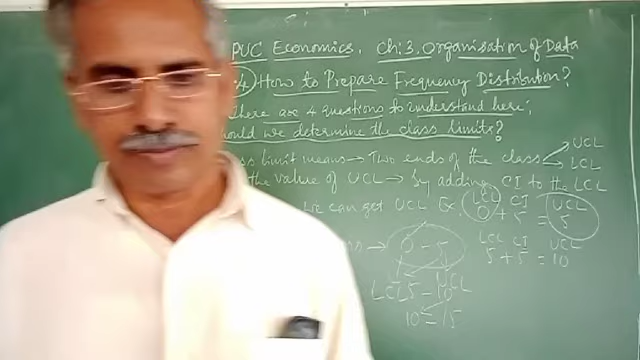 PUC Economics. Ch:3. Organisation of Data
4) How to Prepare Frequency Distribution?
There are 4 questions to understand here:
we determine the class limits?
limit means → Two ends of the class UCL
LCL
the value of UCL → by adding CI to the LCL
we can get UCL Ex. LCL CI UCL
0 + 5 = 5
→ 0 - 5 LCL CI UCL
5 + 5 = 10
LCL 5 - 10 UCL
10 - 15